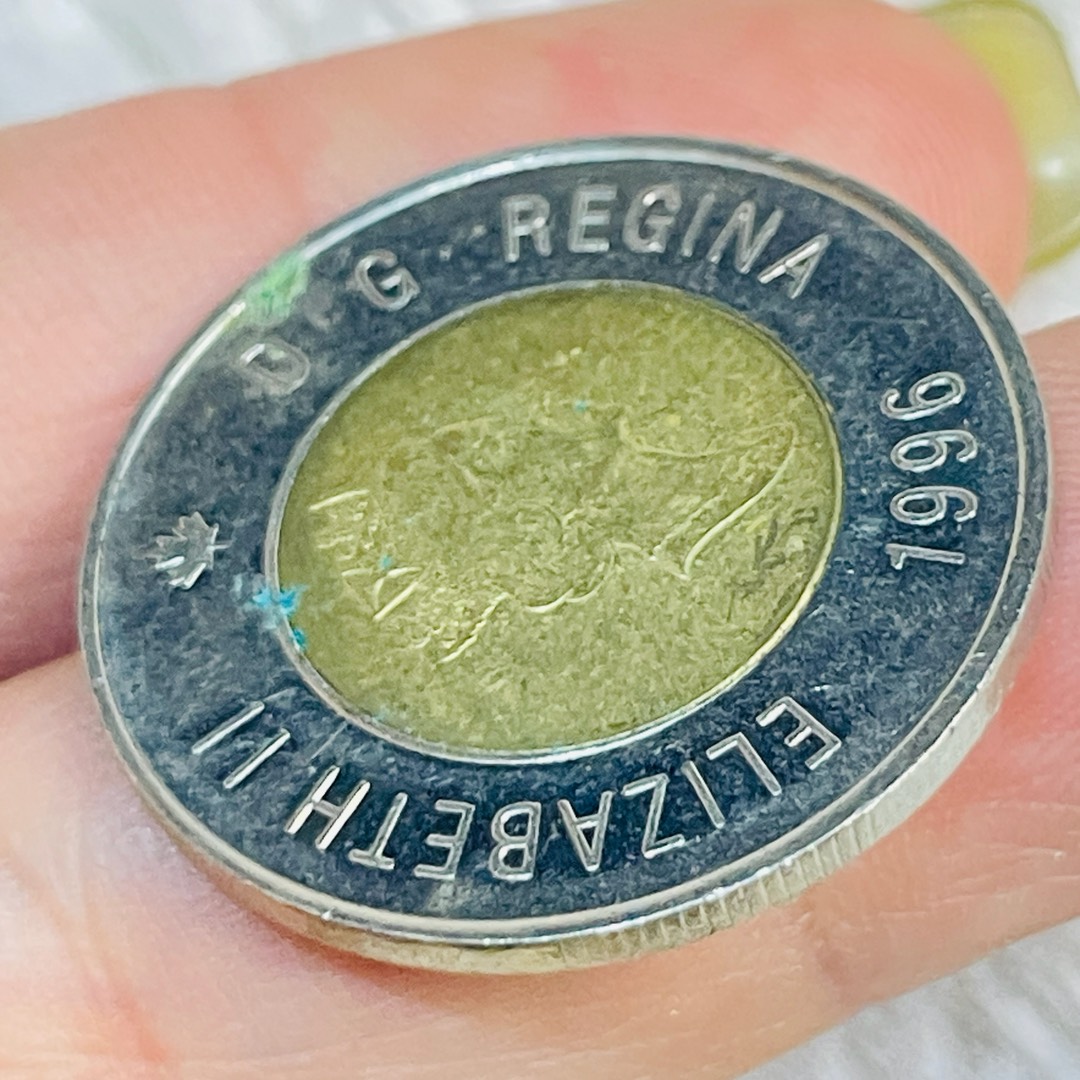 ELIZABETH II
D G REGINA
1996